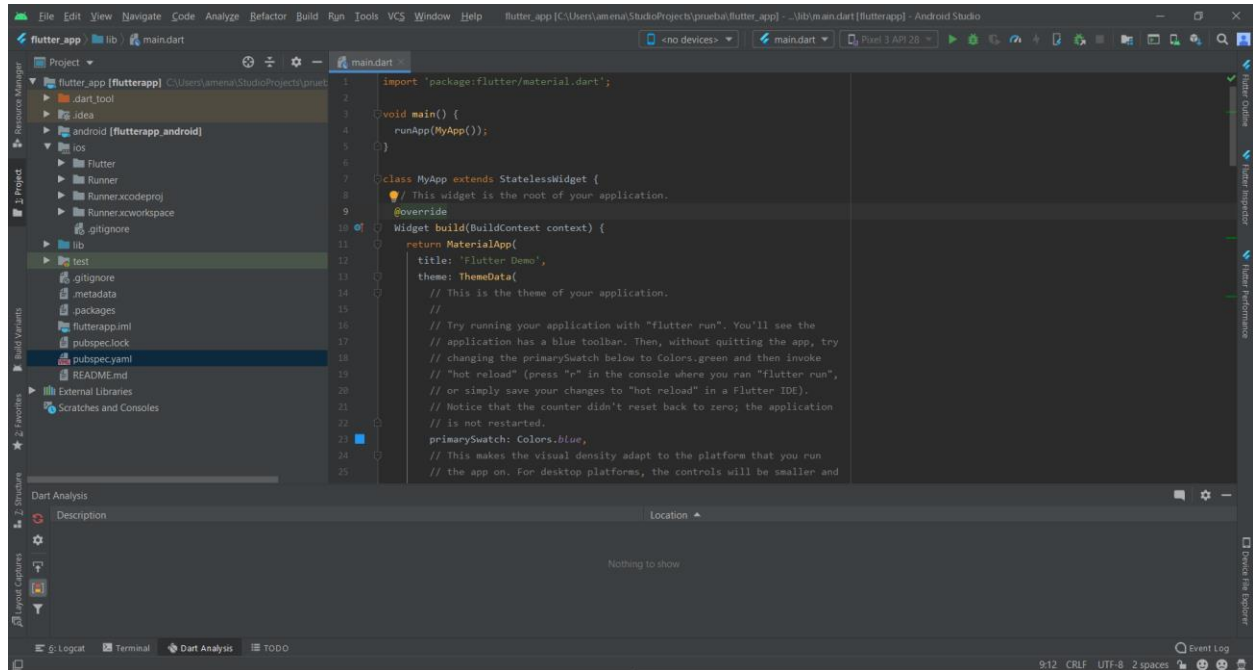 File Edit View Navigate Code Analyze Refactor Build Run Tools VCS Window Help flutter_app [C:\Users\amena\StudioProjects\prueba\flutter_app] - ...\lib\main.dart [flutterapp] - Android Studio
flutter_app lib main.dart <no devices> main.dart Pixel 3 API 28
Project main.dart
flutter_app [flutterapp] C:\Users\amena\StudioProjects\prueb
.dart_tool
.idea
android [flutterapp_android]
ios
Flutter
Runner
Runner.xcodeproj
Runner.xcworkspace
.gitignore
lib
test
.gitignore
.metadata
.packages
flutterapp.iml
pubspec.lock
pubspec.yaml
README.md
External Libraries
Scratches and Consoles
1 import 'package:flutter/material.dart';
2
3 void main() {
4 runApp(MyApp());
5 }
6
7 class MyApp extends StatelessWidget {
8 / This widget is the root of your application.
9 @override
10 Widget build(BuildContext context) {
11 return MaterialApp(
12 title: 'Flutter Demo',
13 theme: ThemeData(
14 // This is the theme of your application.
15 //
16 // Try running your application with "flutter run". You'll see the
17 // application has a blue toolbar. Then, without quitting the app, try
18 // changing the primarySwatch below to Colors.green and then invoke
19 // "hot reload" (press "r" in the console where you ran "flutter run",
20 // or simply save your changes to "hot reload" in a Flutter IDE).
21 // Notice that the counter didn't reset back to zero; the application
22 // is not restarted.
23 primarySwatch: Colors.blue,
24 // This makes the visual density adapt to the platform that you run
25 // the app on. For desktop platforms, the controls will be smaller and
Resource Manager
1: Project
Build Variants
2: Favorites
7: Structure
Layout Captures
Flutter Outline
Flutter Inspector
Flutter Performance
Device File Explorer
Dart Analysis
Description Location
Nothing to show
6: Logcat Terminal Dart Analysis TODO Event Log
9:12 CRLF UTF-8 2 spaces